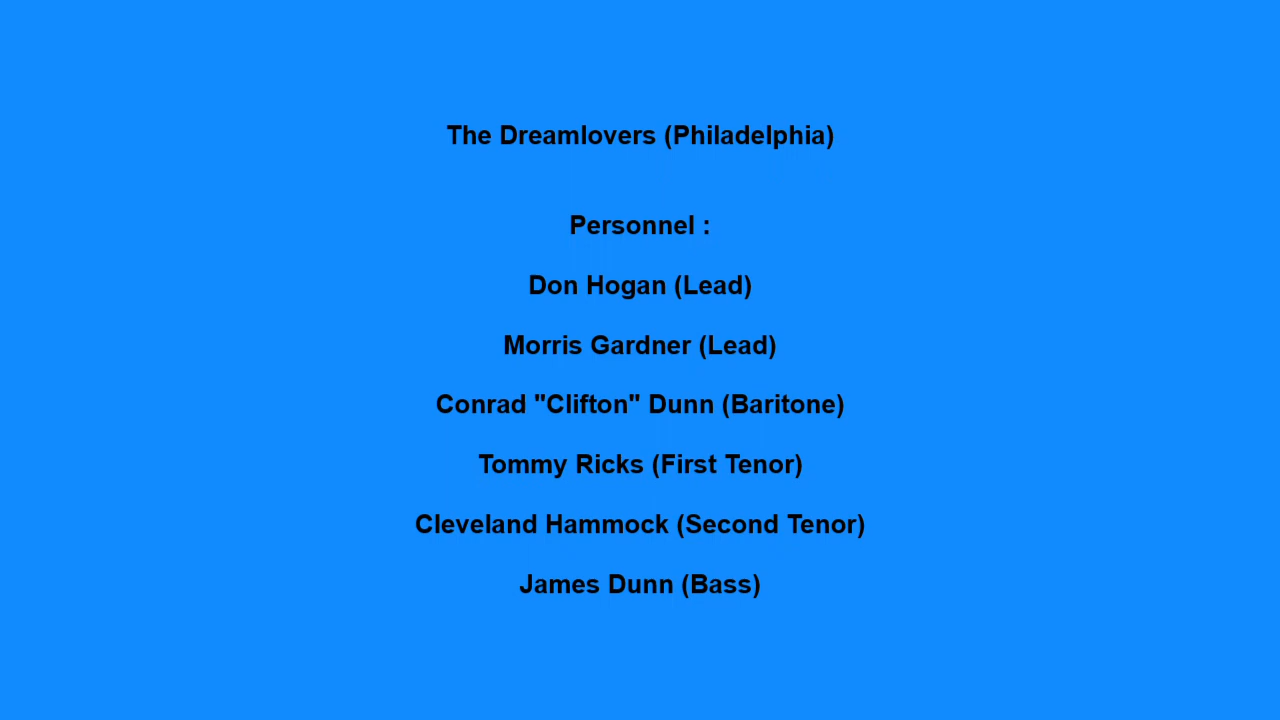 The Dreamlovers (Philadelphia)
Personnel :
Don Hogan (Lead)
Morris Gardner (Lead)
Conrad "Clifton" Dunn (Baritone)
Tommy Ricks (First Tenor)
Cleveland Hammock (Second Tenor)
James Dunn (Bass)